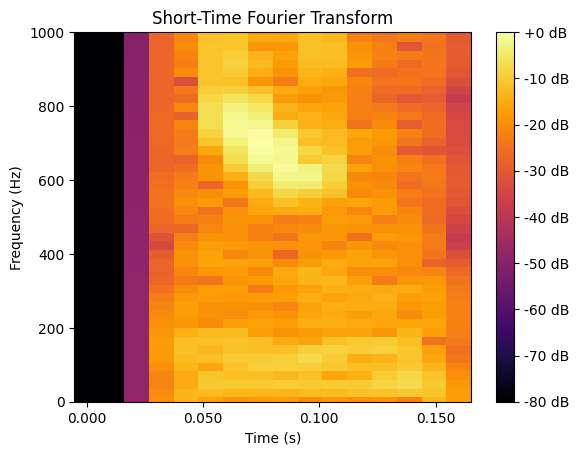 Short-Time Fourier Transform
1000
800
600
400
200
0
Frequency (Hz)
0.000
0.050
0.100
0.150
Time (s)
+0 dB
-10 dB
-20 dB
-30 dB
-40 dB
-50 dB
-60 dB
-70 dB
-80 dB